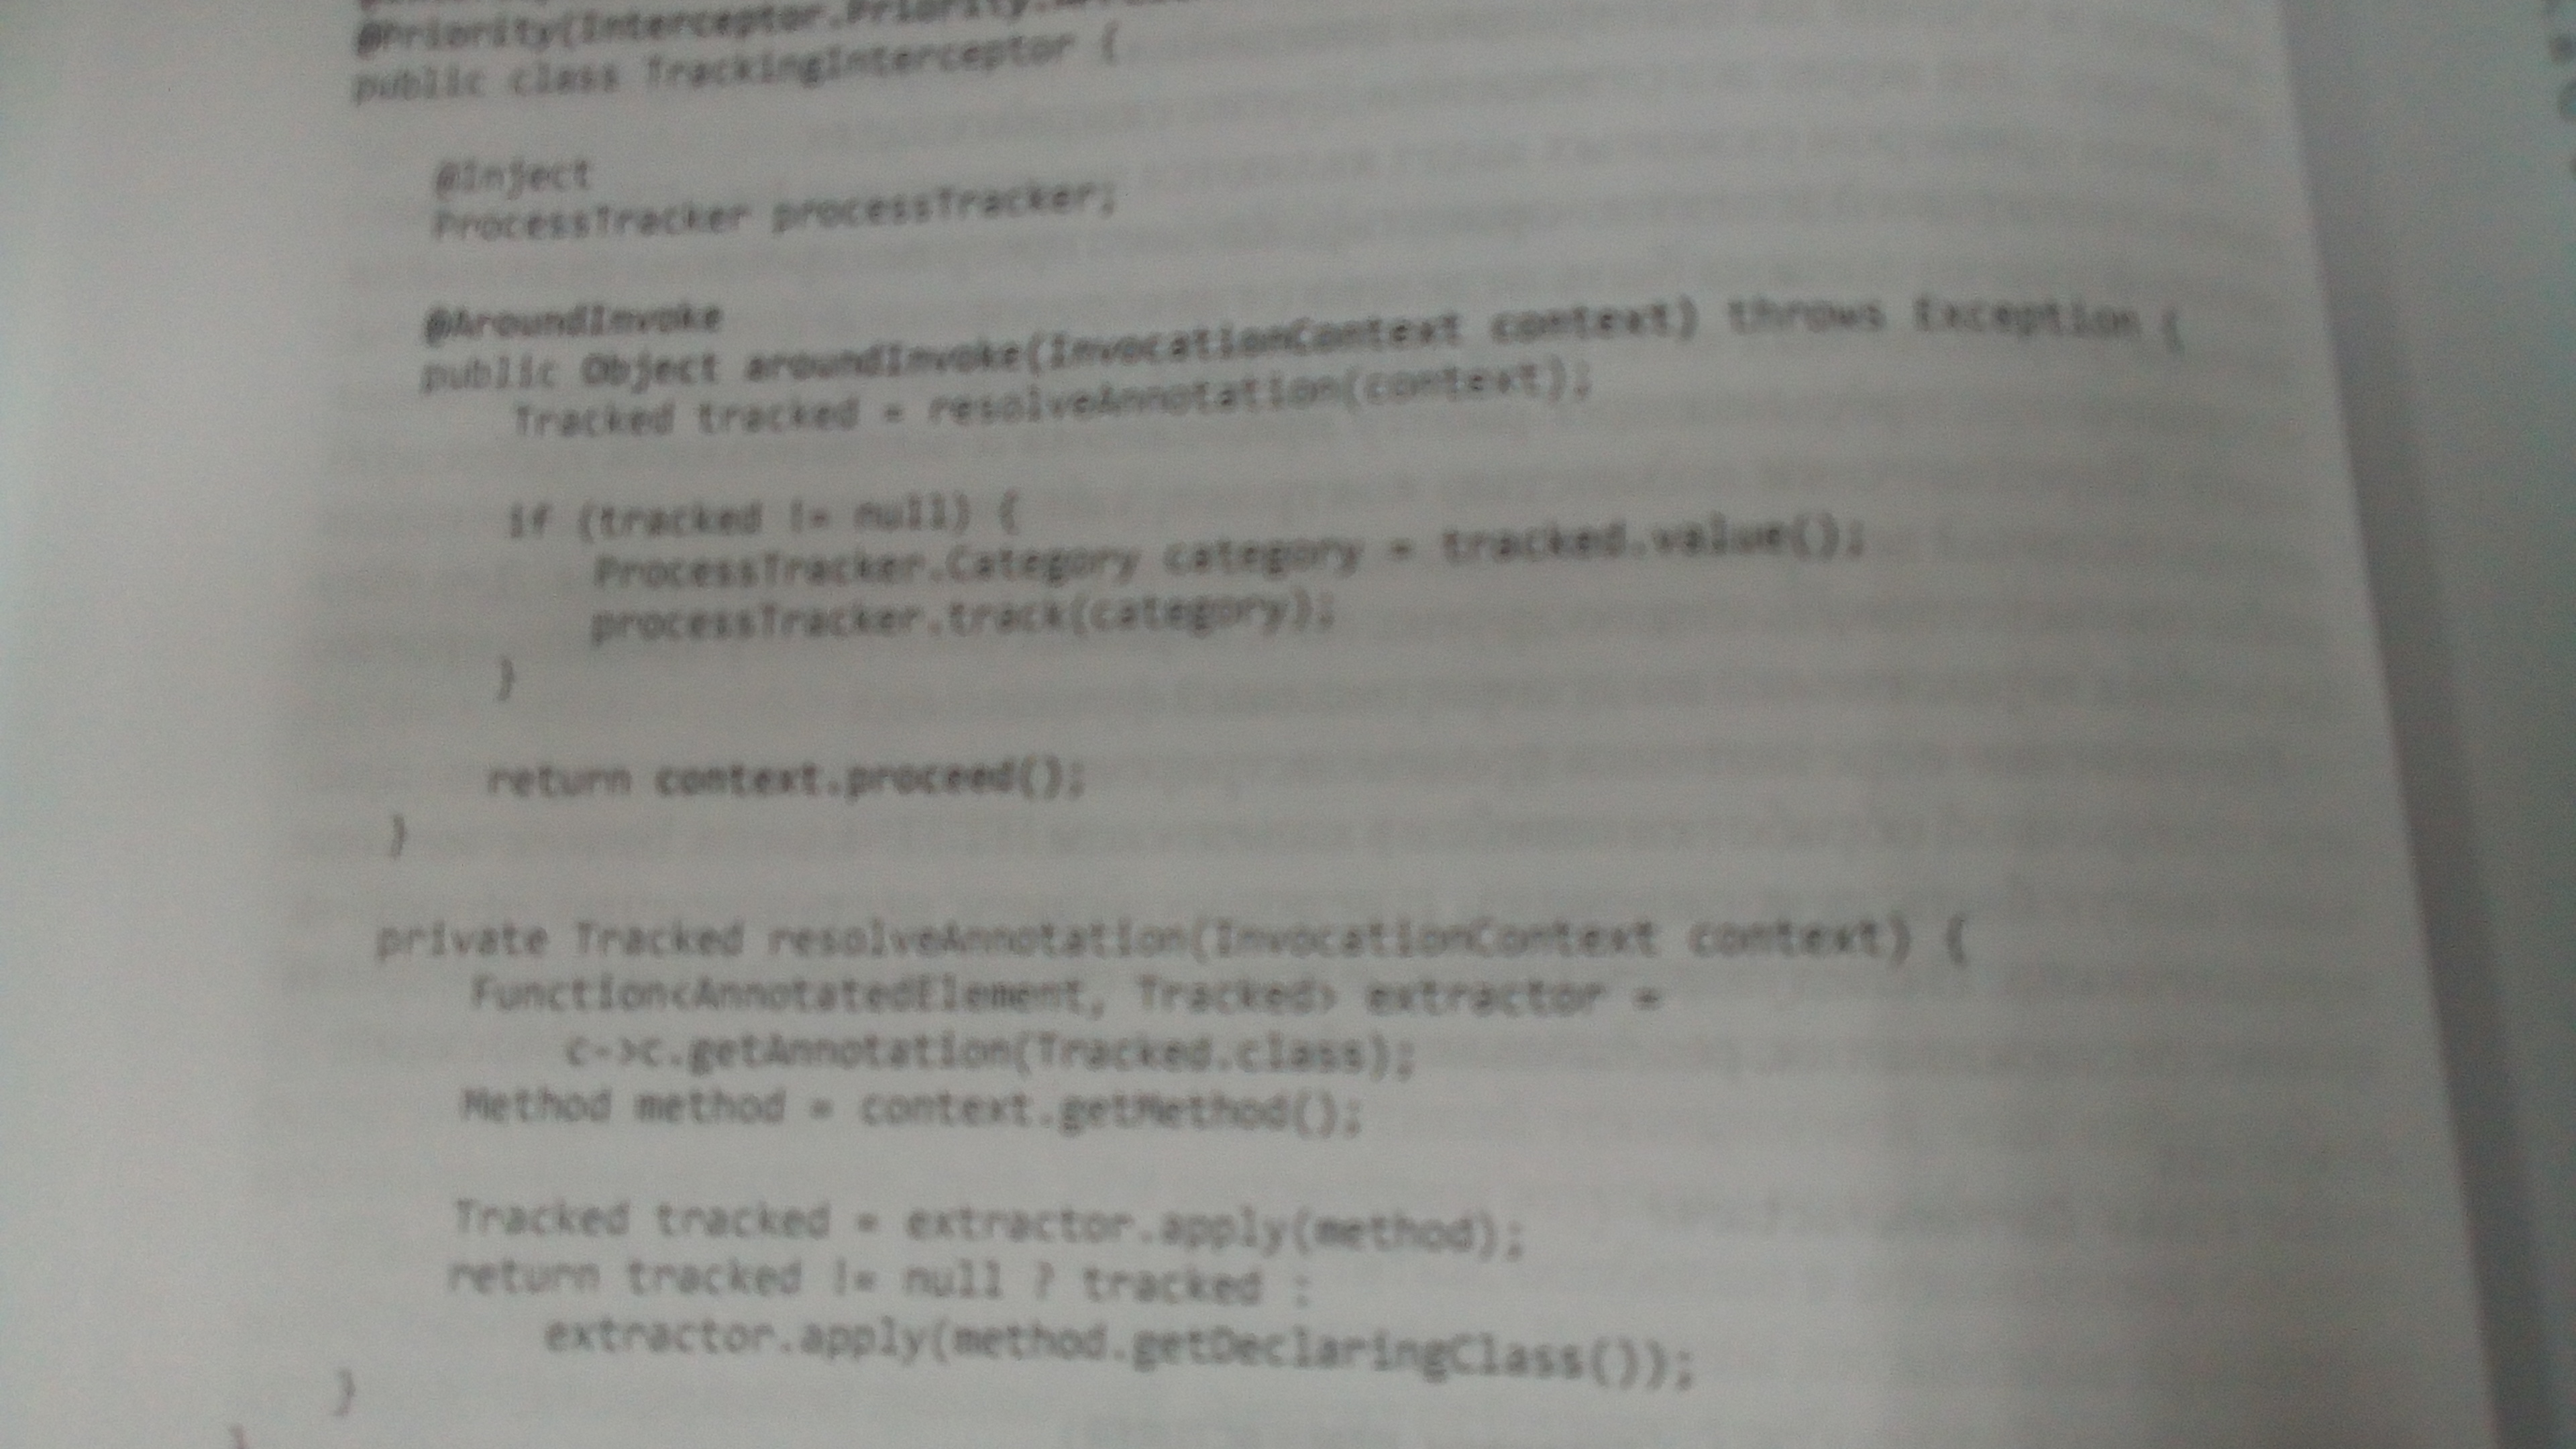 @Priority(Interceptor.Priority.
public class TrackingInterceptor {
@Inject
ProcessTracker processTracker;
@AroundInvoke
public Object aroundInvoke(InvocationContext context) throws Exception {
Tracked tracked = resolveAnnotation(context);
if (tracked != null) {
ProcessTracker.Category category = tracked.value();
processTracker.track(category);
}
return context.proceed();
}
private Tracked resolveAnnotation(InvocationContext context) {
Function<AnnotatedElement, Tracked> extractor =
c->c.getAnnotation(Tracked.class);
Method method = context.getMethod();
Tracked tracked = extractor.apply(method);
return tracked != null ? tracked :
extractor.apply(method.getDeclaringClass());
}
}